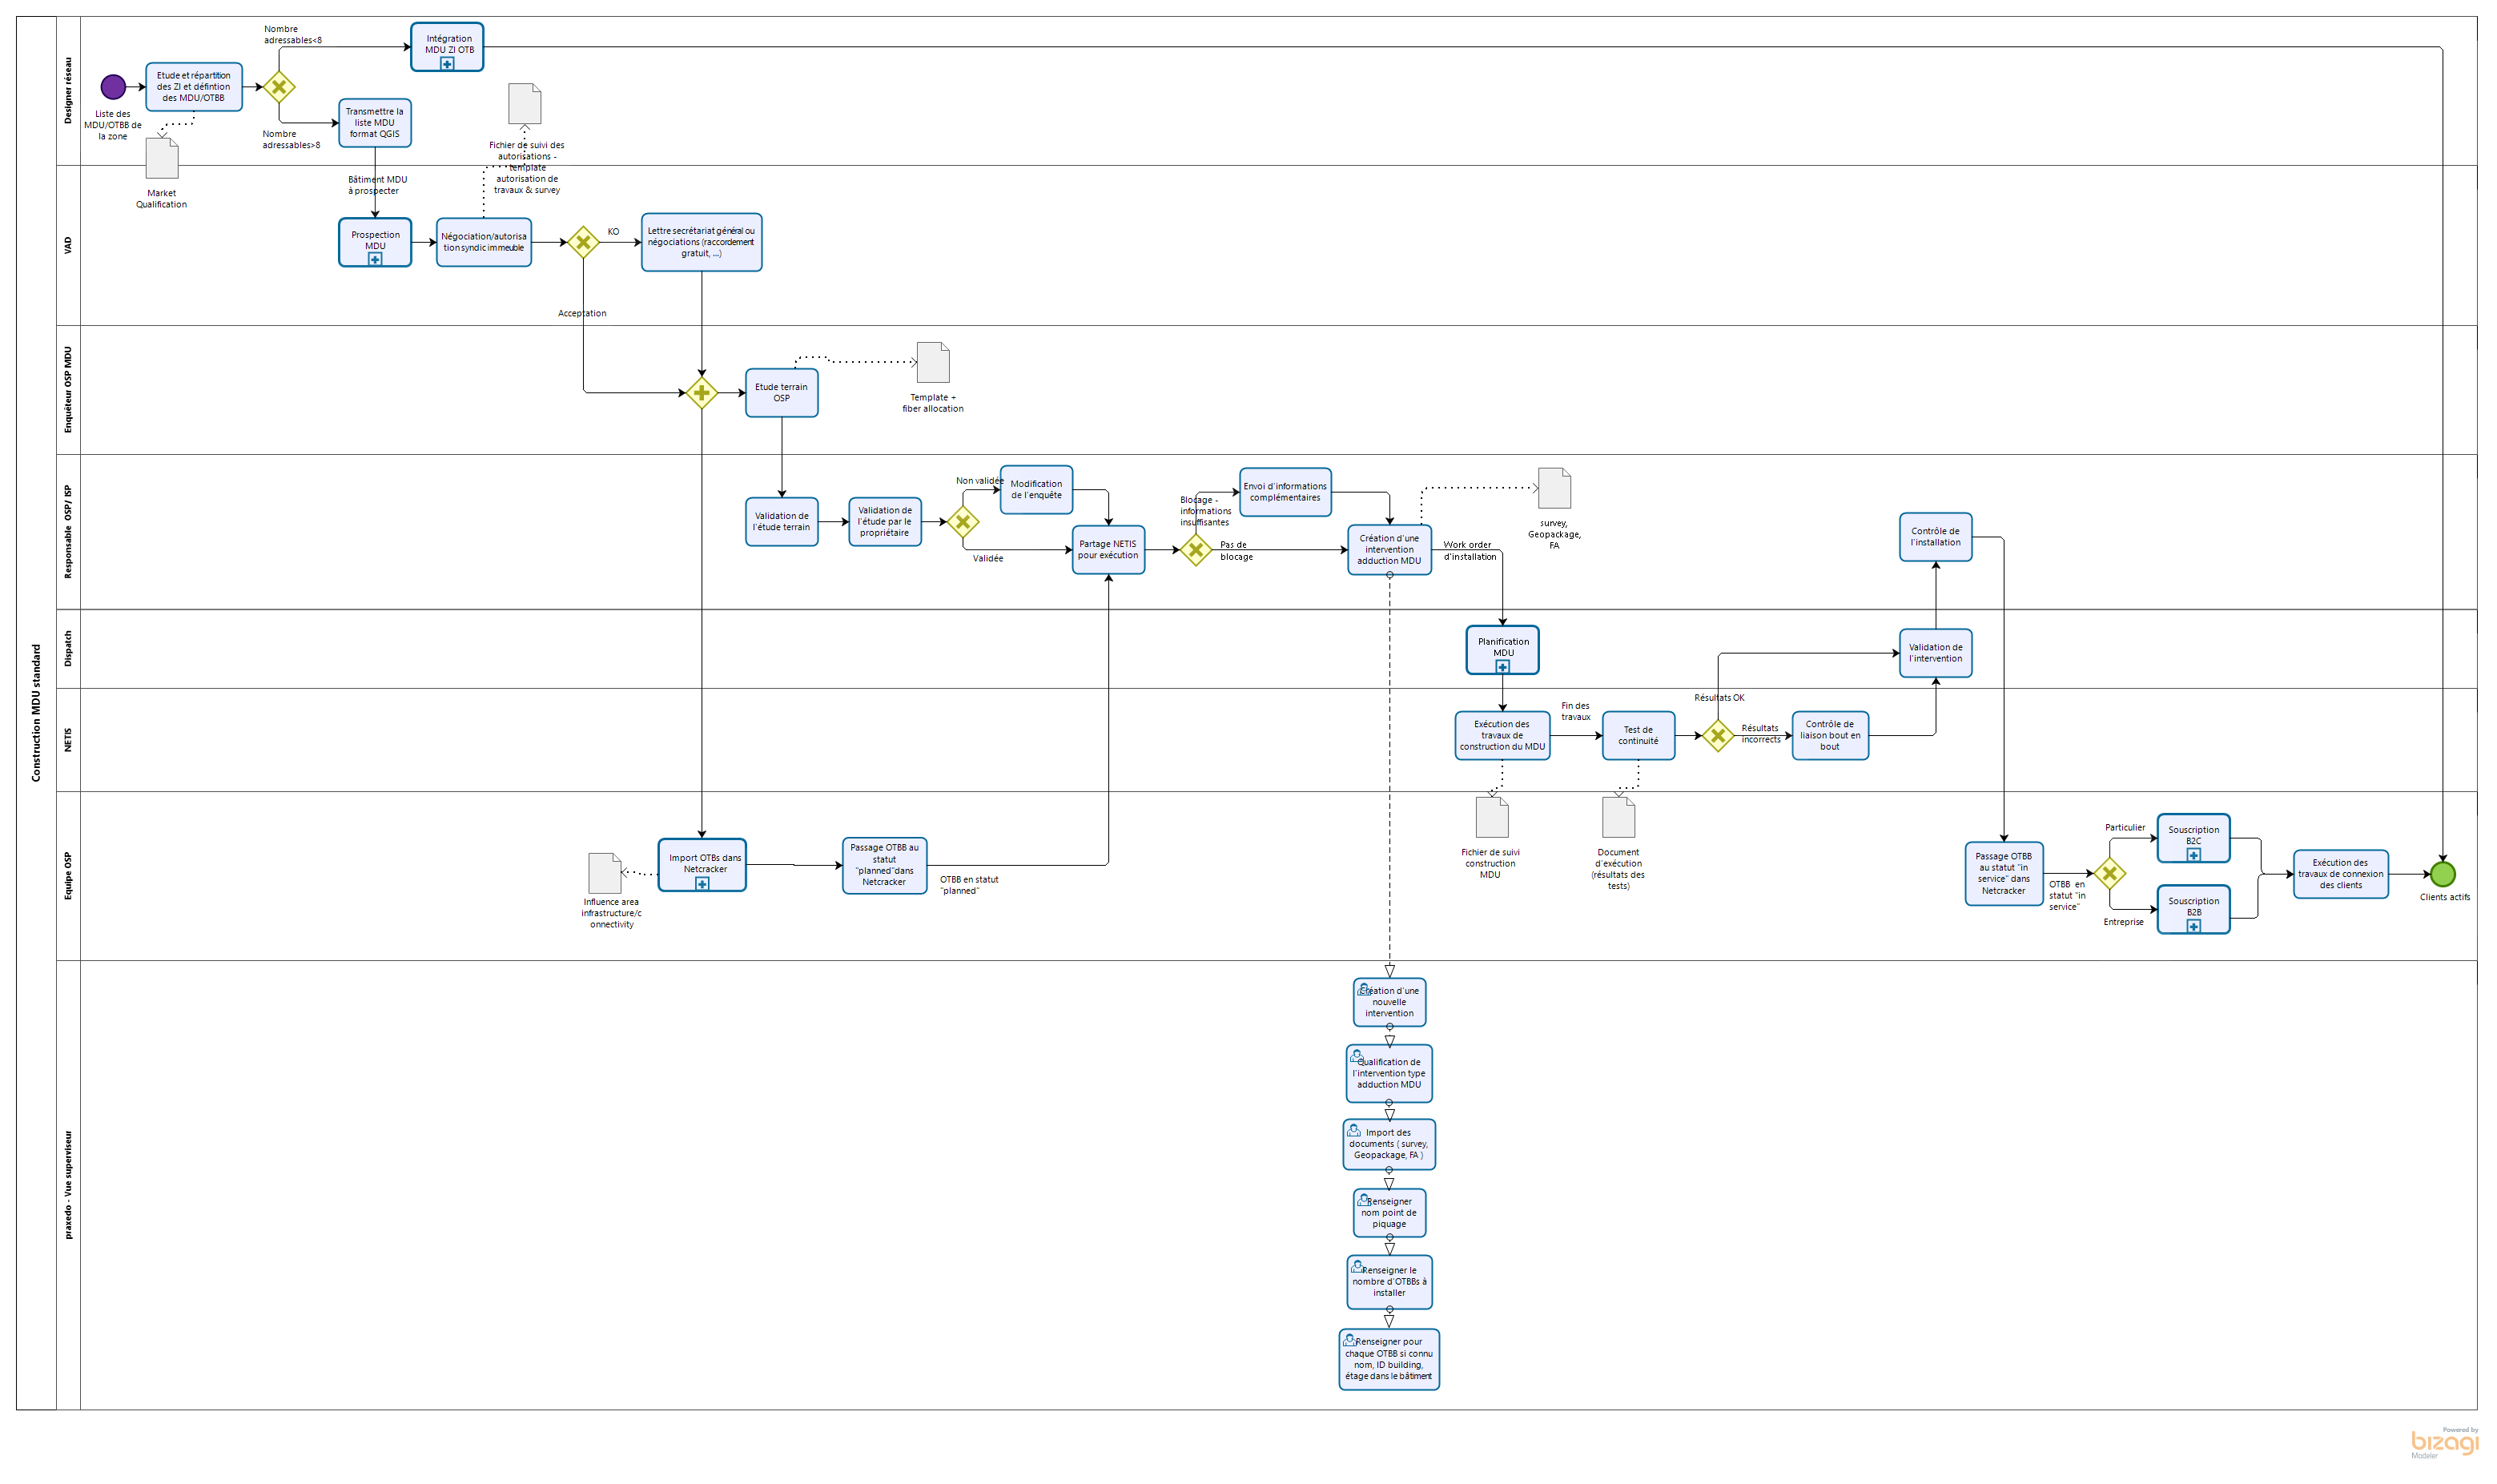 Construction MDU standard
Designer réseau
Liste des
MDU/OTBB de
la zone
Etude et répartition
des ZI et défintion
des MDU/OTBB
Market
Qualification
Nombre
adressables<8
Nombre
adressables>8
Intégration
MDU ZI OTB
Transmettre la
liste MDU
format QGIS
Fichier de suivi des
autorisations -
template
autorisation de
travaux & survey
VAD
Bâtiment MDU
à prospecter
Prospection
MDU
Négociation/autorisa
tion syndic immeuble
KO
Acceptation
Lettre secrétariat général ou
négociations (raccordement
gratuit, ...)
Enquêteur OSP MDU
Etude terrain
OSP
Template +
fiber allocation
Responsable OSP/ ISP
Validation de
l'étude terrain
Validation de
l'étude par le
propriétaire
Non validée
Validée
Modification
de l'enquête
Partage NETIS
pour exécution
Blocage -
informations
insuffisantes
Pas de
blocage
Envoi d'informations
complémentaires
Création d'une
intervention
adduction MDU
survey,
Geopackage,
FA
Work order
d'installation
Contrôle de
l'installation
Dispatch
Planification
MDU
Validation de
l'intervention
NETIS
Exécution des
travaux de
construction du MDU
Fin des
travaux
Test de
continuité
Résultats OK
Résultats
incorrects
Contrôle de
liaison bout en
bout
Equipe OSP
Influence area
infrastructure/c
onnectivity
Import OTBs dans
Netcracker
Passage OTBB au
statut
"planned"dans
Netcracker
OTBB en statut
"planned"
Fichier de suivi
construction
MDU
Document
d'exécution
(résultats des
tests)
Passage OTBB
au statut "in
service" dans
Netcracker
OTBB en
statut "in
service"
Particulier
Entreprise
Souscription
B2C
Souscription
B2B
Exécution des
travaux de connexion
des clients
Clients actifs
praxedo - Vue superviseur
Création d'une
nouvelle
intervention
Qualification de
l'intervention type
adduction MDU
Import des
documents ( survey,
Geopackage, FA )
Renseigner
nom point de
piquage
Renseigner le
nombre d'OTBBs à
installer
Renseigner pour
chaque OTBB si connu
nom, ID building,
étage dans le bâtiment
Powered by
bizagi
Modeler